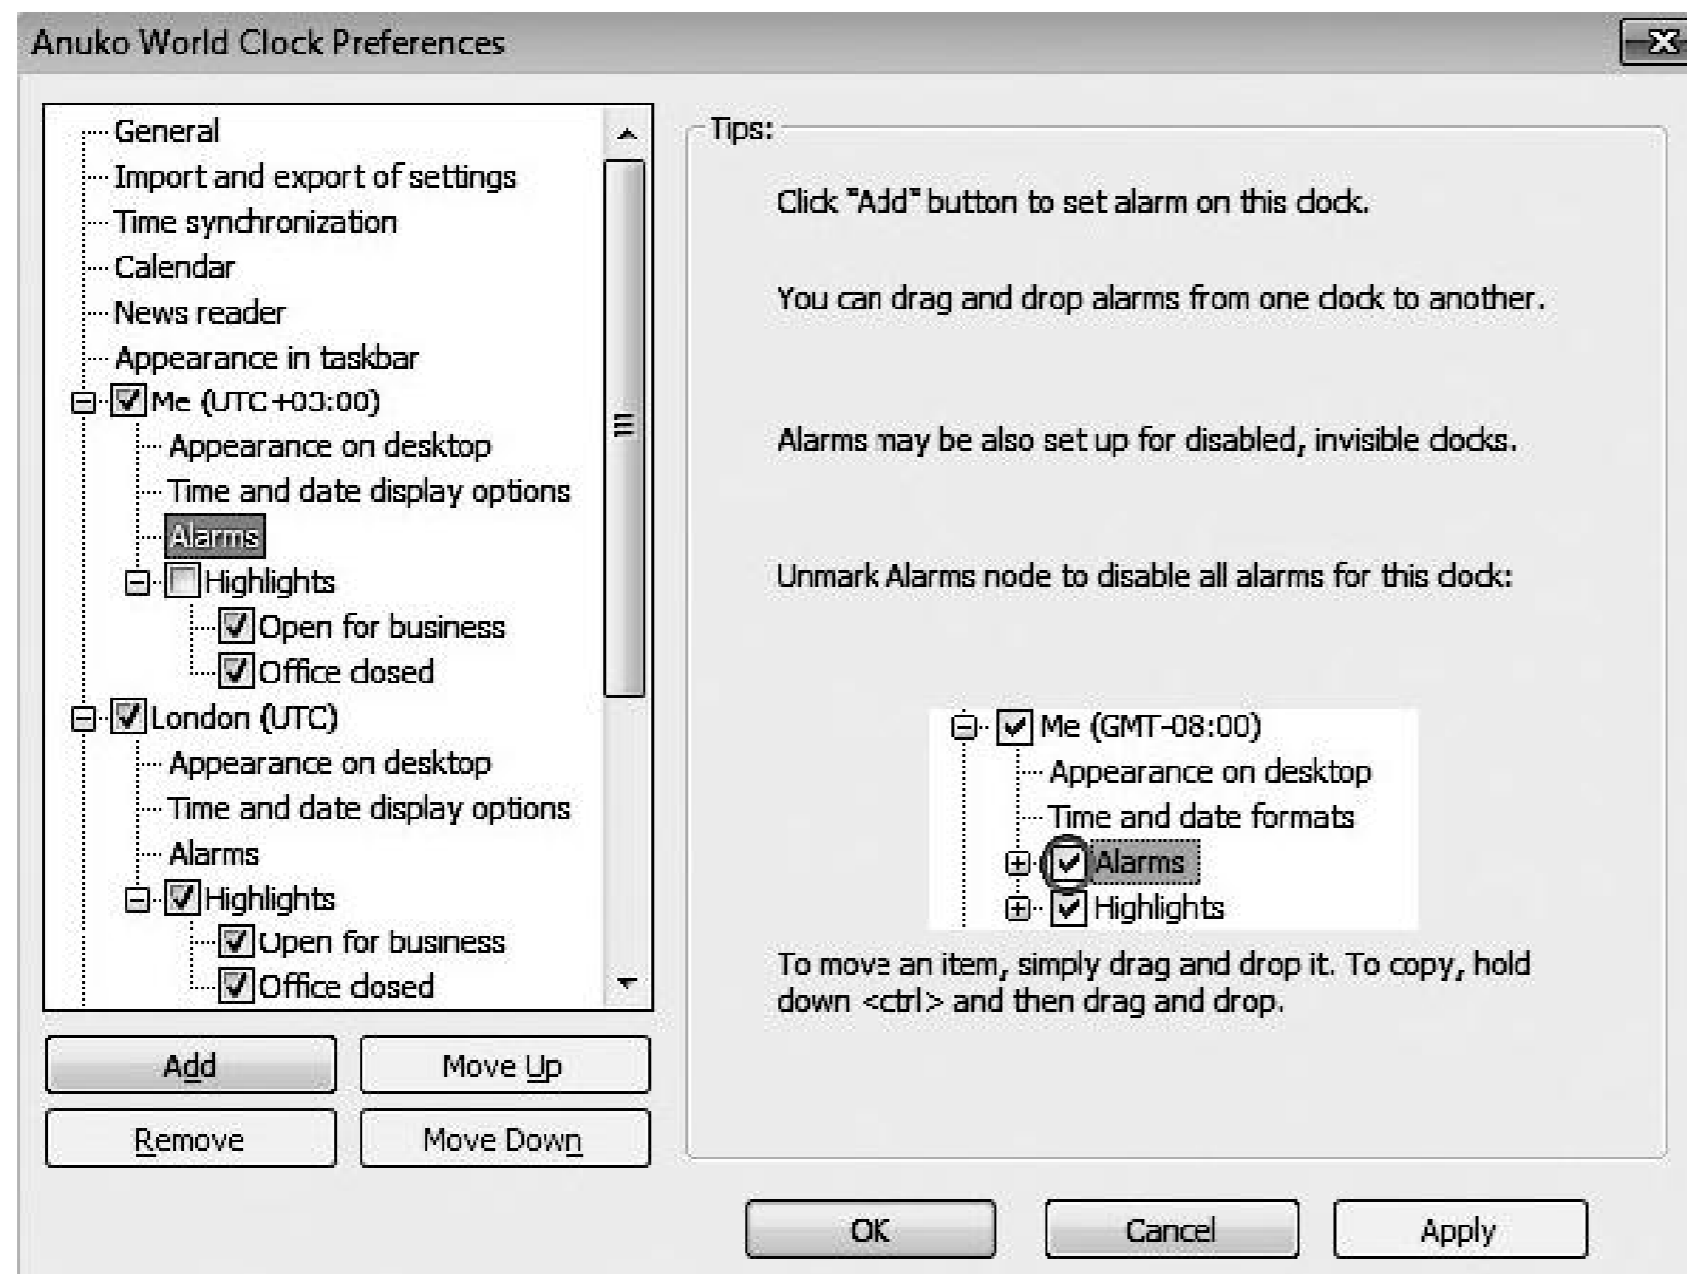 Anuko World Clock Preferences
General
Import and export of settings
Time synchronization
Calendar
News reader
Appearance in taskbar
Me (UTC+03:00)
Appearance on desktop
Time and date display options
Alarms
Highlights
Open for business
Office closed
London (UTC)
Appearance on desktop
Time and date display options
Alarms
Highlights
Open for business
Office closed
Add
Move Up
Remove
Move Down
Tips:
Click "Add" button to set alarm on this clock.
You can drag and drop alarms from one clock to another.
Alarms may be also set up for disabled, invisible clocks.
Unmark Alarms node to disable all alarms for this clock:
Me (GMT-08:00)
Appearance on desktop
Time and date formats
Alarms
Highlights
To move an item, simply drag and drop it. To copy, hold
down <ctrl> and then drag and drop.
OK
Cancel
Apply